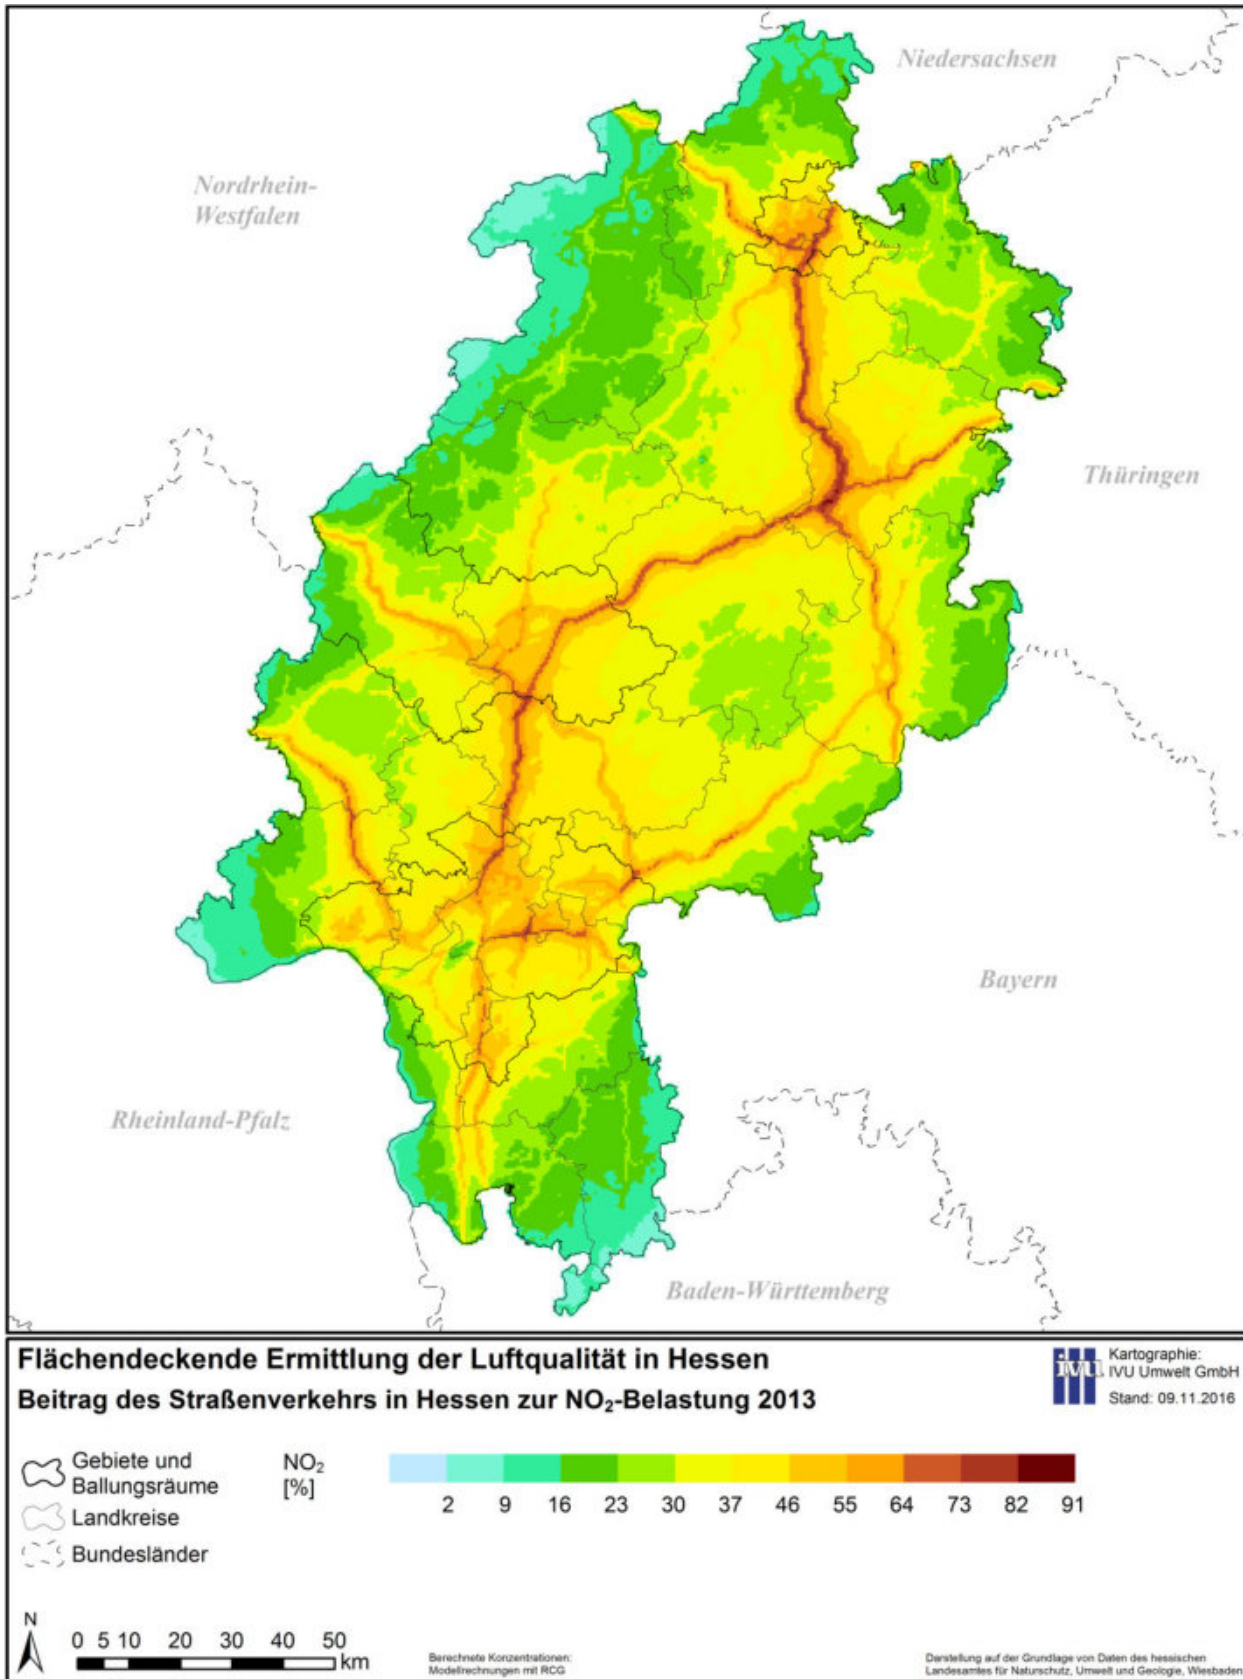 Niedersachsen
Nordrhein-
Westfalen
Thüringen
Bayern
Rheinland-Pfalz
Baden-Württemberg
Flächendeckende Ermittlung der Luftqualität in Hessen
Beitrag des Straßenverkehrs in Hessen zur NO₂-Belastung 2013
ivu
Kartographie:
IVU Umwelt GmbH
Stand: 09.11.2016
Gebiete und
Ballungsräume
Landkreise
Bundesländer
NO₂
[%]
2 9 16 23 30 37 46 55 64 73 82 91
N
0 5 10 20 30 40 50
km
Berechnete Konzentrationen:
Modellrechnungen mit RCG
Darstellung auf der Grundlage von Daten des hessischen
Landesamtes für Naturschutz, Umwelt und Geologie, Wiesbaden